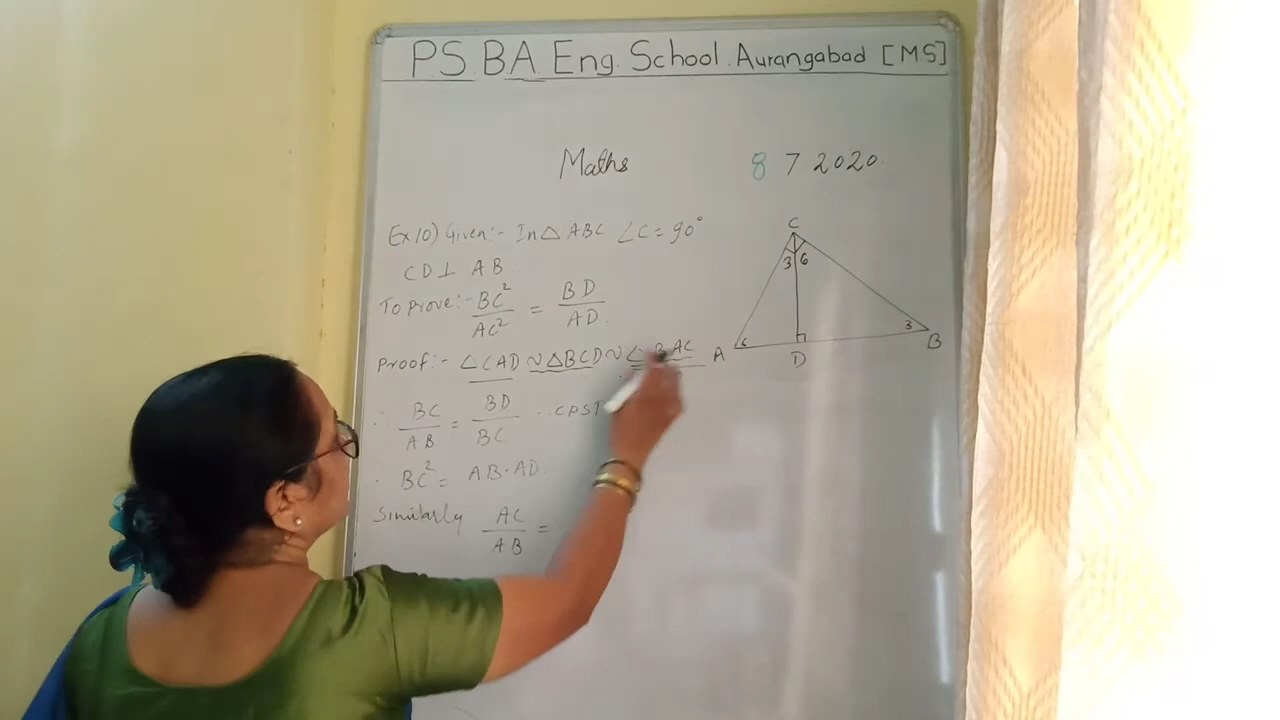 PS BA Eng. School Aurangabad [MS]
Maths 8 7 2020
Ex 10) Given:- In △ ABC ∠C = 90°
CD ⊥ AB
To Prove:- BC²/AC² = BD/AD
Proof:- △CAD ~ △BCD ~ BAC
∴ BC/AB = BD/BC ... CPST
∴ BC² = AB·AD
Similarly AC/AB =
C
3 6
6 3
A D B